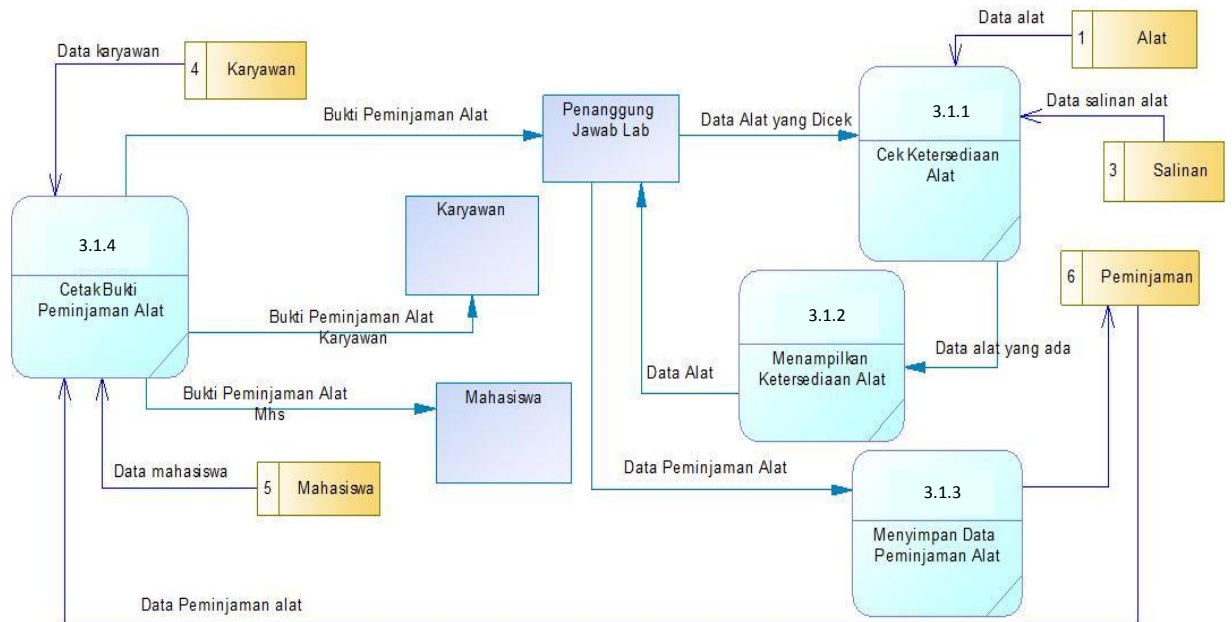 Data alat
1 Alat
Data karyawan
4 Karyawan
Bukti Peminjaman Alat
Penanggung
Jawab Lab
Data Alat yang Dicek
3.1.1
Cek Ketersediaan
Alat
Data salinan alat
3 Salinan
3.1.4
Cetak Bukti
Peminjaman Alat
Karyawan
Bukti Peminjaman Alat
Karyawan
6 Peminjaman
3.1.2
Menampilkan
Ketersediaan Alat
Data alat yang ada
Data Alat
Bukti Peminjaman Alat
Mhs
Mahasiswa
Data mahasiswa
5 Mahasiswa
Data Peminjaman Alat
3.1.3
Menyimpan Data
Peminjaman Alat
Data Peminjaman alat